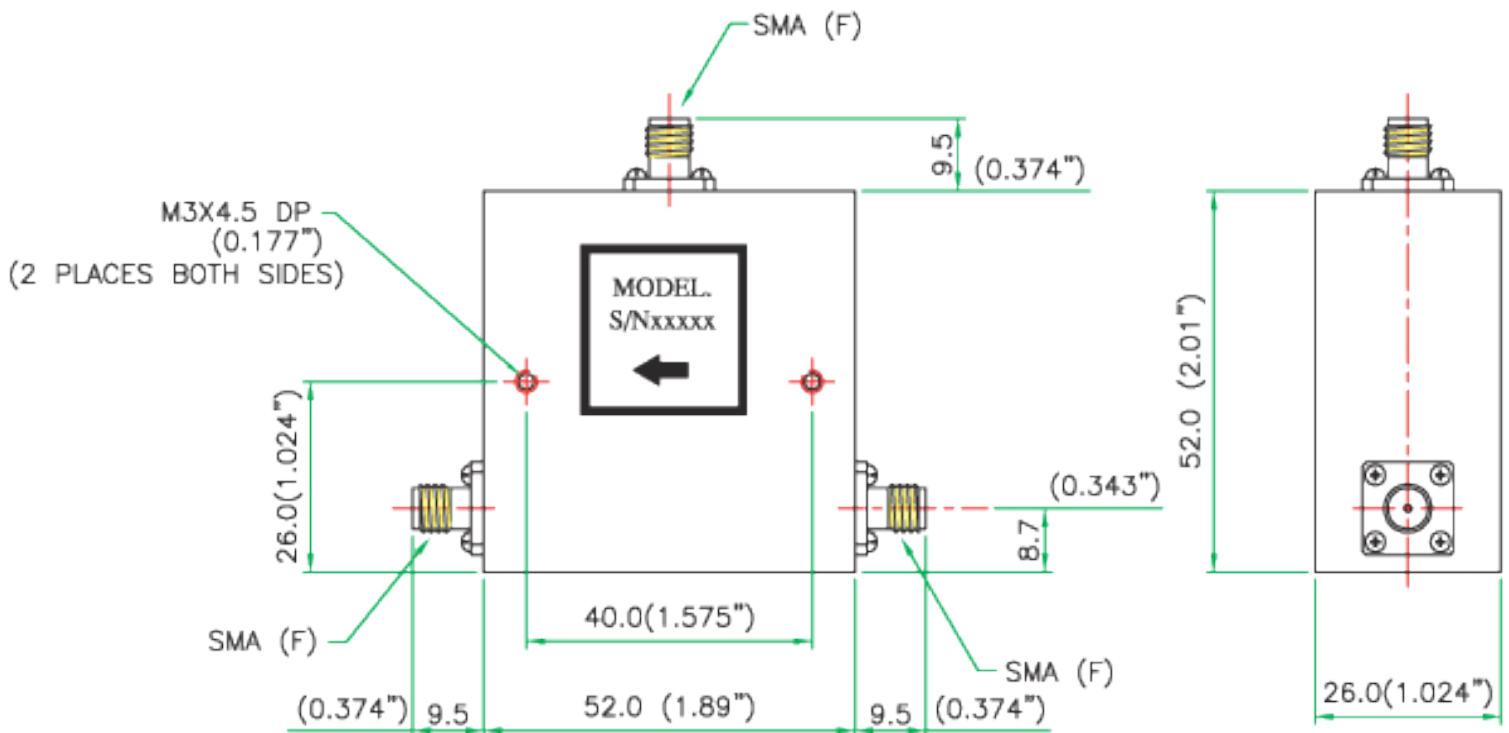 SMA (F)
9.5
(0.374")
M3X4.5 DP
(0.177")
(2 PLACES BOTH SIDES)
MODEL.
S/Nxxxxx
26.0(1.024")
52.0 (2.01")
(0.343")
8.7
40.0(1.575")
SMA (F)
SMA (F)
(0.374") 9.5
52.0 (1.89")
9.5 (0.374")
26.0(1.024")